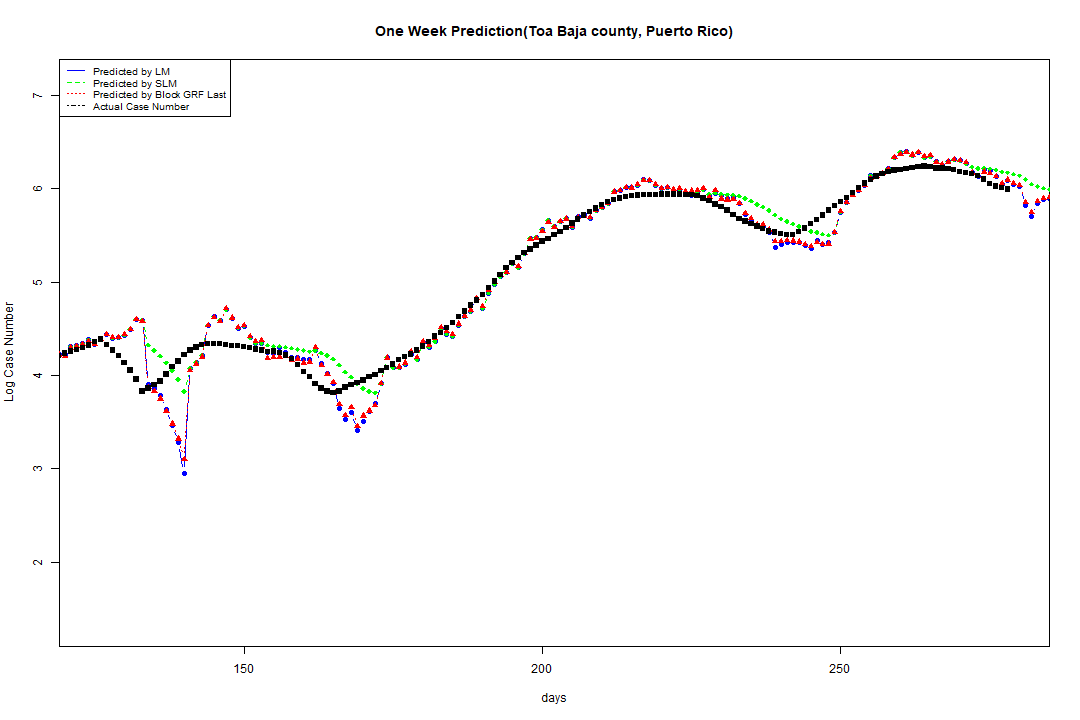 One Week Prediction(Toa Baja county, Puerto Rico)
Predicted by LM
Predicted by SLM
Predicted by Block GRF Last
Actual Case Number
7
6
5
4
3
2
Log Case Number
150
200
250
days